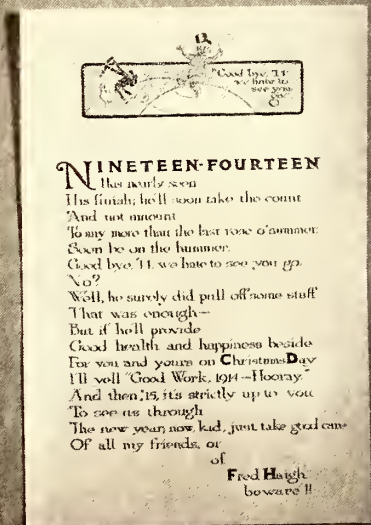 "Good bye, '14
we hate to
see you
go."
NINETEEN-FOURTEEN
Has nearly seen
His finish; he'll soon take the count
And not amount
To any more than the last rose o' summer.
Soon be on the hummer.
Good bye, '14, we hate to see you go.
No?
Well, he surely did pull off some stuff
That was enough—
But if he'll provide
Good health and happiness beside
For you and yours on Christmas Day
I'll yell "Good Work, 1914—Hooray."
And then, '15, it's strictly up to you
To see us through
The new year; now, kid, just take good care
Of all my friends, or
of
Fred Haigh
beware!!